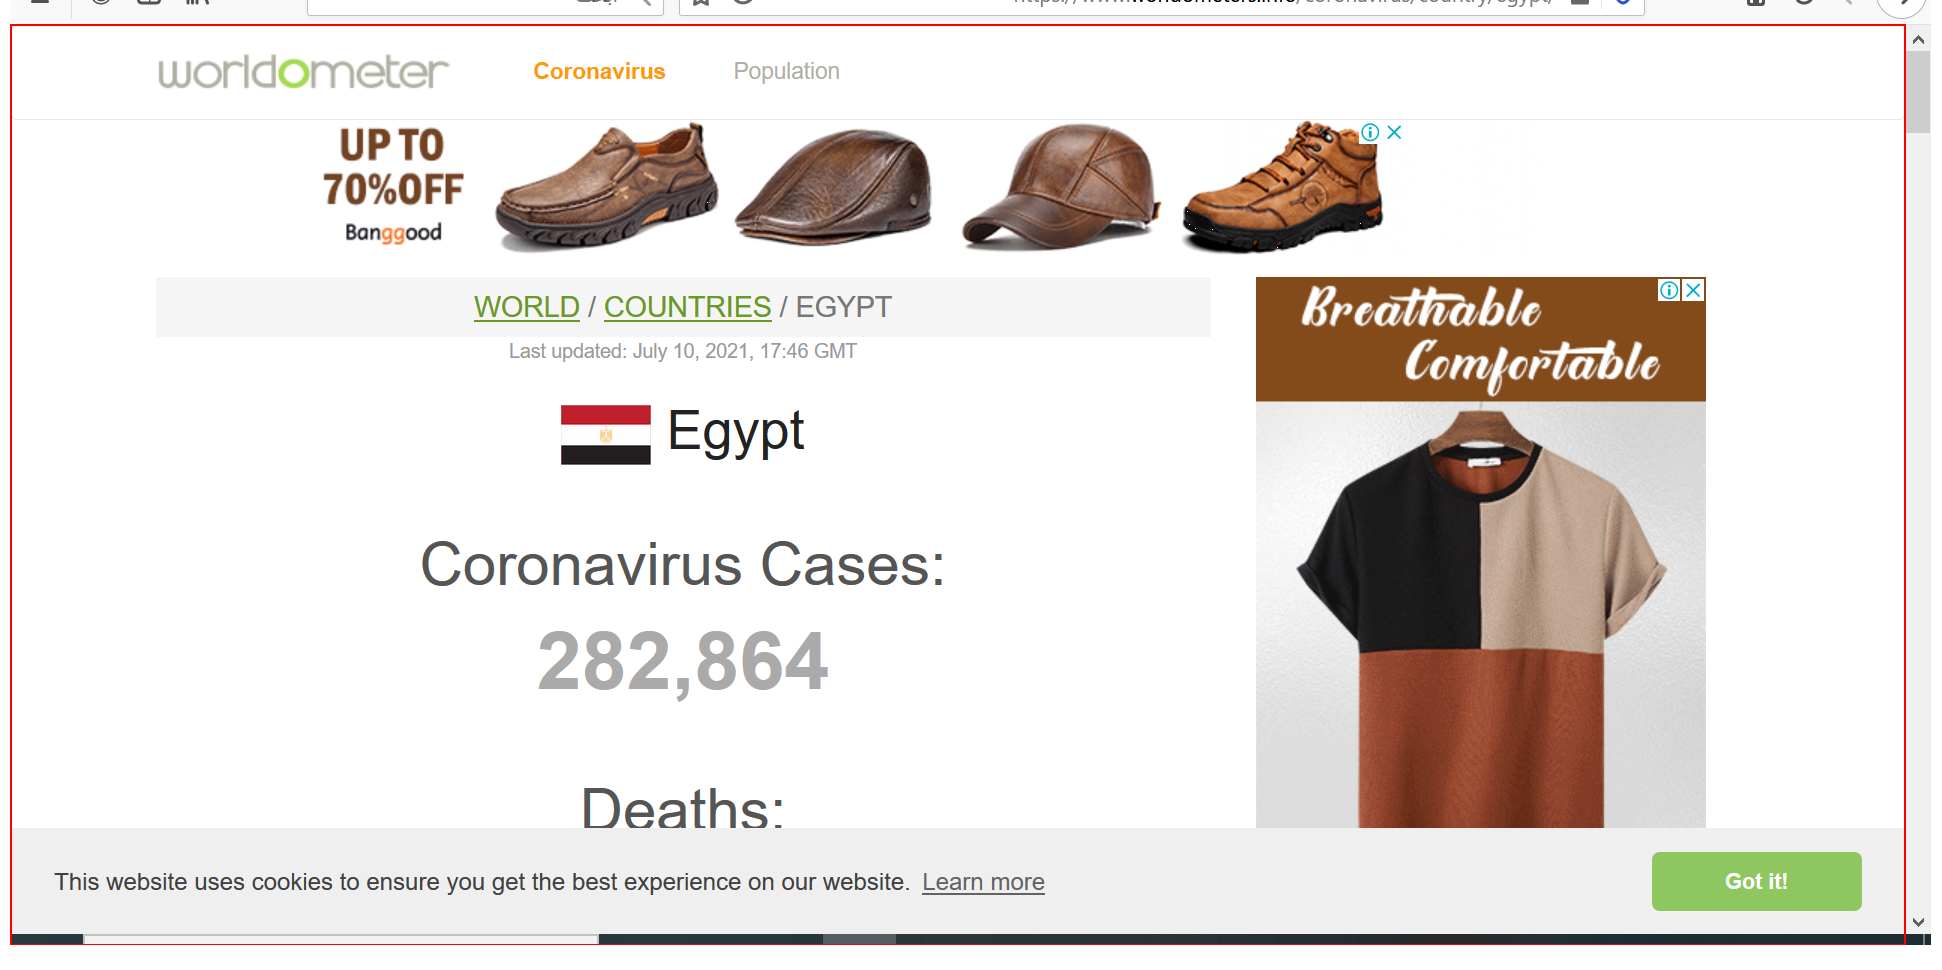 worldometer Coronavirus Population
UP TO
70%OFF
Banggood
WORLD / COUNTRIES / EGYPT
Last updated: July 10, 2021, 17:46 GMT
Breathable
Comfortable
Egypt
Coronavirus Cases:
282,864
Deaths:
This website uses cookies to ensure you get the best experience on our website. Learn more
Got it!